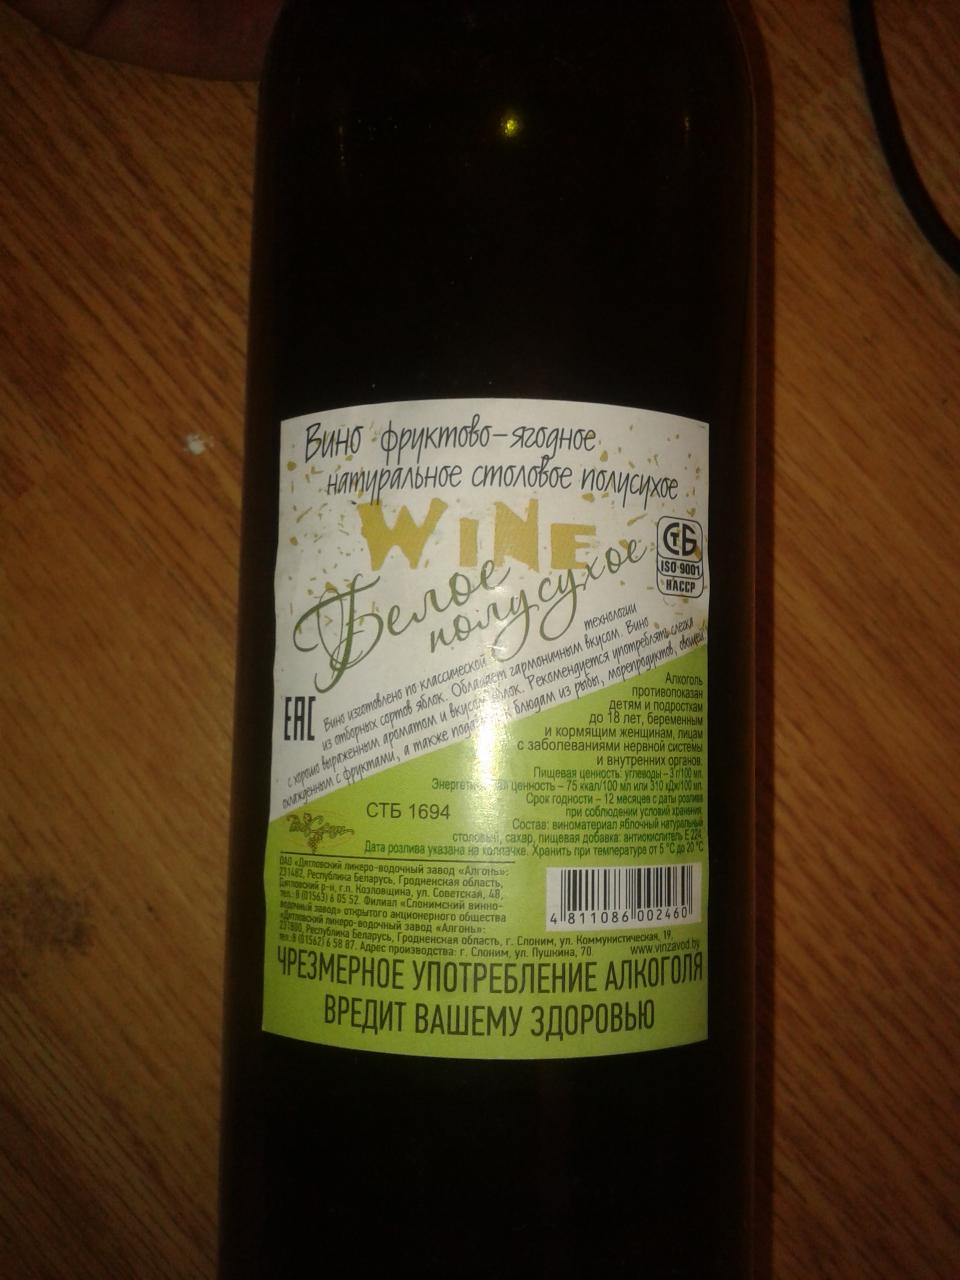 Вино фруктово-ягодное
натуральное столовое полусухое
WiNE
Белое
полусухое
СТБ
ISO 9001
HACCP
EAC
Вино изготовлено по классической технологии
из отборных сортов яблок. Обладает гармоничным вкусом. Вино
с хорошо выраженным ароматом и вкусом яблок. Рекомендуется употреблять слегка
охлажденным с фруктами, а также к блюдам из рыбы, морепродуктов, овощей
Алкоголь
противопоказан
детям и подросткам
до 18 лет, беременным
и кормящим женщинам, лицам
с заболеваниями нервной системы
и внутренних органов.
Пищевая ценность: углеводы – 3 г/100 мл.
Энергетическая ценность – 75 ккал/100 мл или 310 кДж/100 мл.
Срок годности – 12 месяцев с даты розлива
при соблюдении условий хранения.
Состав: виноматериал яблочный натуральный
столовый, сахар, пищевая добавка: антиокислитель Е 224.
Дата розлива указана на колпачке. Хранить при температуре от 5 °С до 20 °С
СТБ 1694
ОАО «Дятловский ликеро-водочный завод «Алгонь»:
231482, Республика Беларусь, Гродненская область,
Дятловский р-н, г.п. Козловщина, ул. Советская, 48,
тел.: 8 (01563) 6 05 52. Филиал «Слонимский винно-
водочный завод» открытого акционерного общества
«Дятловский ликеро-водочный завод «Алгонь»:
231800, Республика Беларусь, Гродненская область, г. Слоним, ул. Коммунистическая, 19,
тел.: 8 (01562) 6 58 87. Адрес производства: г. Слоним, ул. Пушкина, 70. www.vinzavod.by
4 811086 002460
ЧРЕЗМЕРНОЕ УПОТРЕБЛЕНИЕ АЛКОГОЛЯ
ВРЕДИТ ВАШЕМУ ЗДОРОВЬЮ